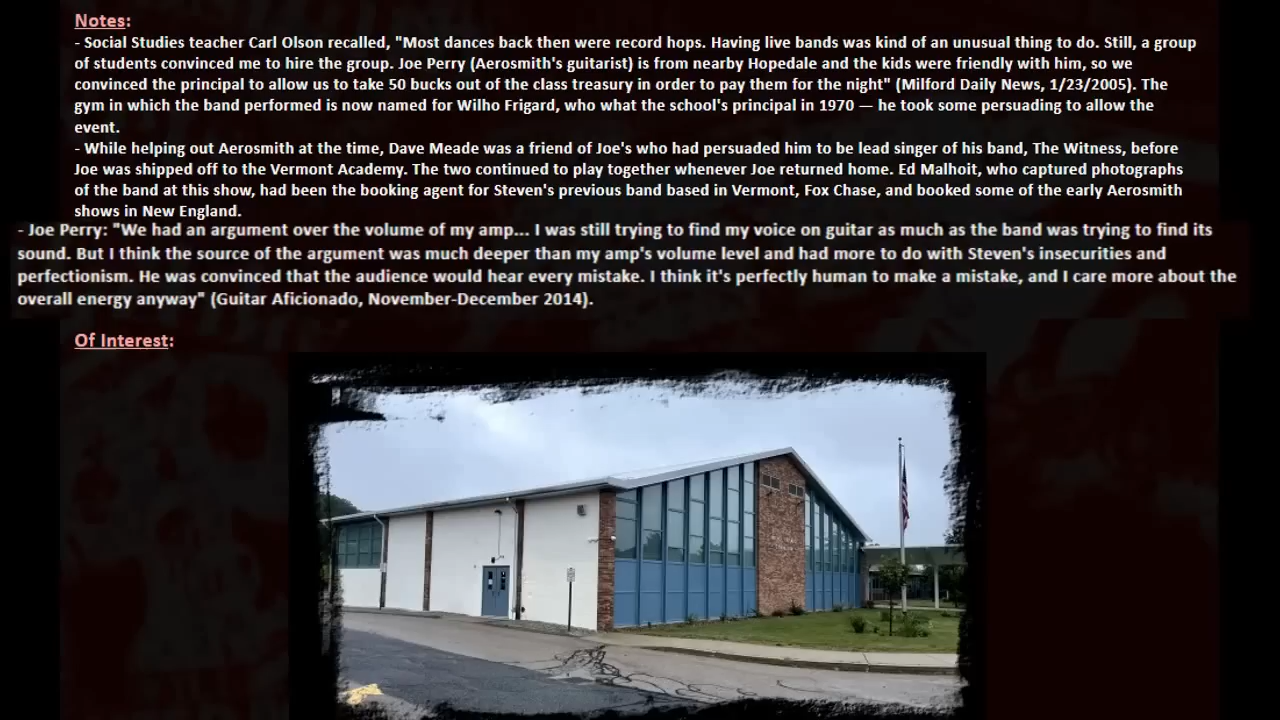 Notes:
- Social Studies teacher Carl Olson recalled, "Most dances back then were record hops. Having live bands was kind of an unusual thing to do. Still, a group
of students convinced me to hire the group. Joe Perry (Aerosmith's guitarist) is from nearby Hopedale and the kids were friendly with him, so we
convinced the principal to allow us to take 50 bucks out of the class treasury in order to pay them for the night" (Milford Daily News, 1/23/2005). The
gym in which the band performed is now named for Wilho Frigard, who what the school's principal in 1970 — he took some persuading to allow the
event.
- While helping out Aerosmith at the time, Dave Meade was a friend of Joe's who had persuaded him to be lead singer of his band, The Witness, before
Joe was shipped off to the Vermont Academy. The two continued to play together whenever Joe returned home. Ed Malhoit, who captured photographs
of the band at this show, had been the booking agent for Steven's previous band based in Vermont, Fox Chase, and booked some of the early Aerosmith
shows in New England.
- Joe Perry: "We had an argument over the volume of my amp... I was still trying to find my voice on guitar as much as the band was trying to find its
sound. But I think the source of the argument was much deeper than my amp's volume level and had more to do with Steven's insecurities and
perfectionism. He was convinced that the audience would hear every mistake. I think it's perfectly human to make a mistake, and I care more about the
overall energy anyway" (Guitar Aficionado, November-December 2014).
Of Interest: